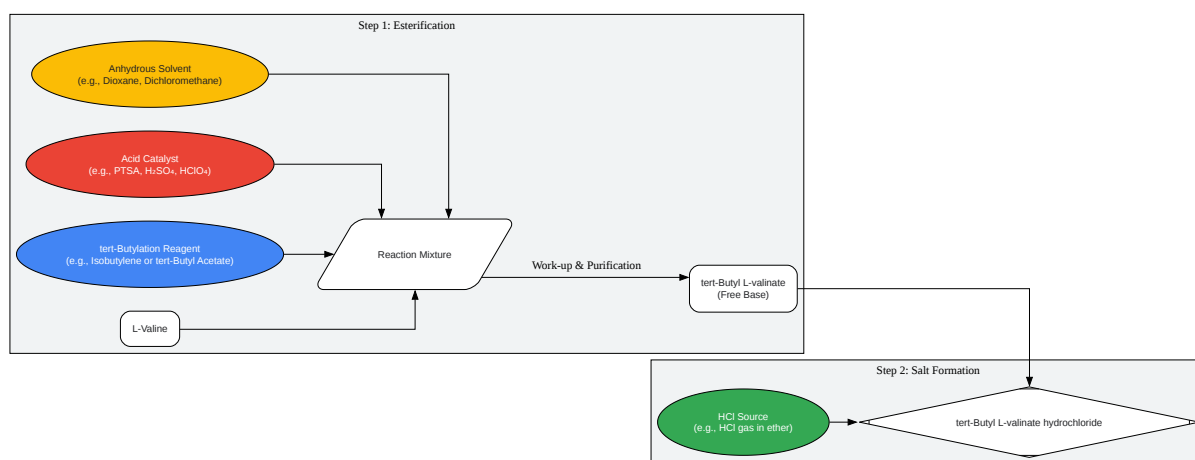 Step 1: Esterification
Anhydrous Solvent
(e.g., Dioxane, Dichloromethane)
Acid Catalyst
(e.g., PTSA, H₂SO₄, HClO₄)
tert-Butylation Reagent
(e.g., Isobutylene or tert-Butyl Acetate)
Reaction Mixture
Work-up & Purification
tert-Butyl L-valinate
(Free Base)
L-Valine
Step 2: Salt Formation
HCl Source
(e.g., HCl gas in ether)
tert-Butyl L-valinate hydrochloride